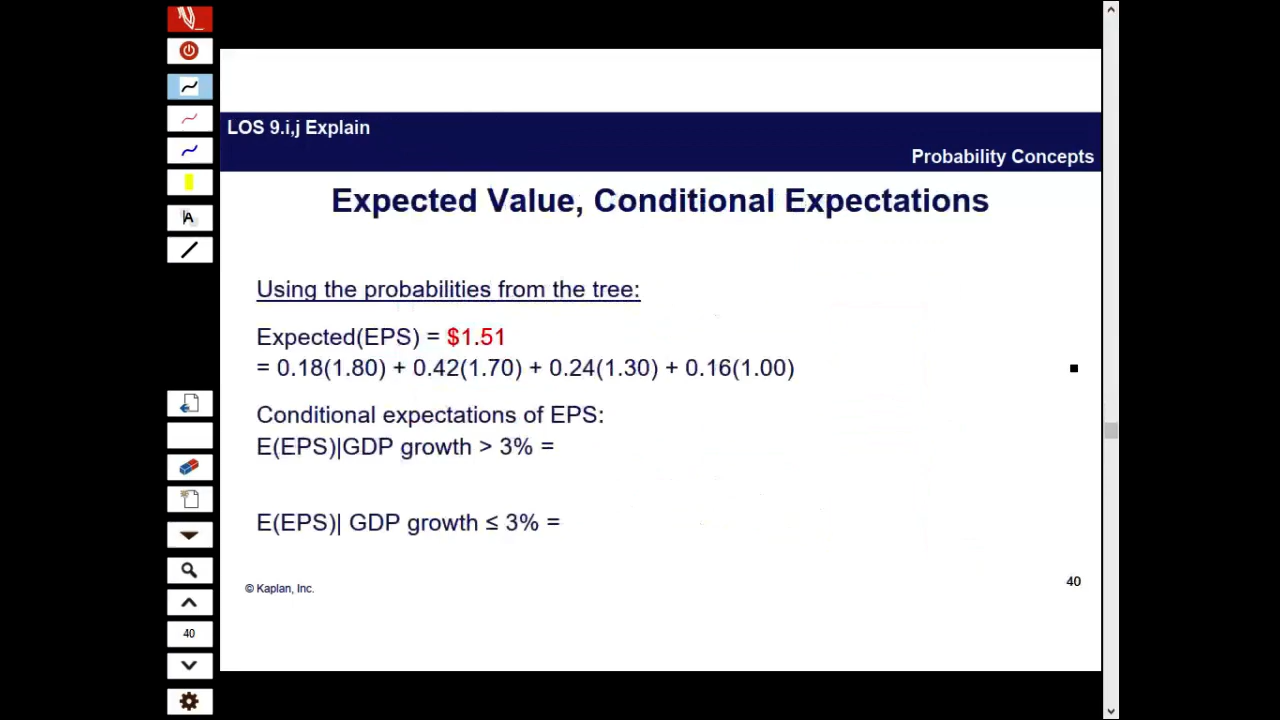 LOS 9.i,j Explain
Probability Concepts
Expected Value, Conditional Expectations
Using the probabilities from the tree:
Expected(EPS) = $1.51
= 0.18(1.80) + 0.42(1.70) + 0.24(1.30) + 0.16(1.00)
Conditional expectations of EPS:
E(EPS)|GDP growth > 3% =
E(EPS)| GDP growth ≤ 3% =
© Kaplan, Inc.
40
A
40